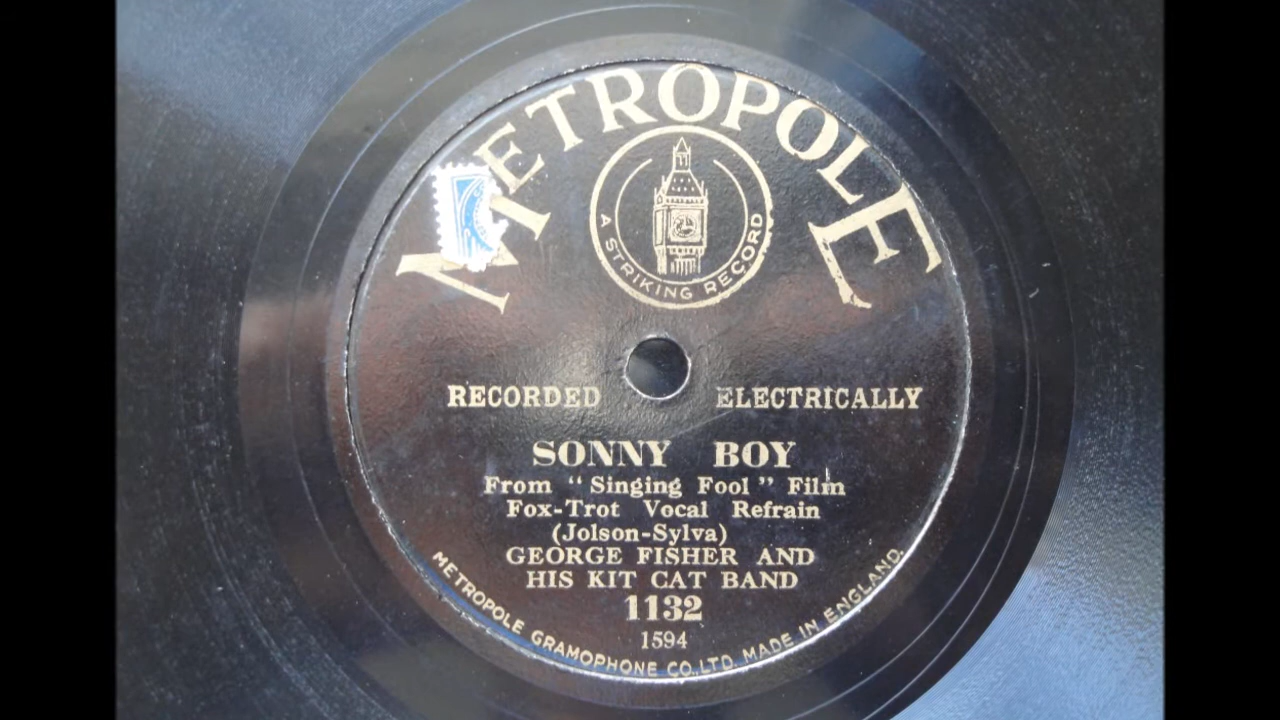 METROPOLE
A STRIKING RECORD
RECORDED ELECTRICALLY
SONNY BOY
From "Singing Fool" Film
Fox-Trot Vocal Refrain
(Jolson-Sylva)
GEORGE FISHER AND
HIS KIT CAT BAND
1132
1594
METROPOLE GRAMOPHONE CO., LTD. MADE IN ENGLAND.